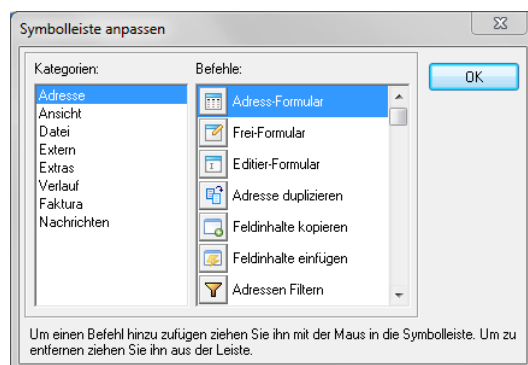 Symbolleiste anpassen
Kategorien:
Befehle:
OK
Adresse
Ansicht
Datei
Extern
Extras
Verlauf
Faktura
Nachrichten
Adress-Formular
Frei-Formular
Editier-Formular
Adresse duplizieren
Feldinhalte kopieren
Feldinhalte einfügen
Adressen Filtern
Um einen Befehl hinzu zufügen ziehen Sie ihn mit der Maus in die Symbolleiste. Um zu
entfernen ziehen Sie ihn aus der Leiste.